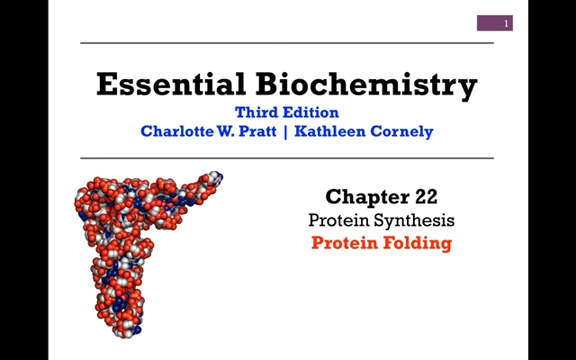 1
Essential Biochemistry
Third Edition
Charlotte W. Pratt | Kathleen Cornely
Chapter 22
Protein Synthesis
Protein Folding